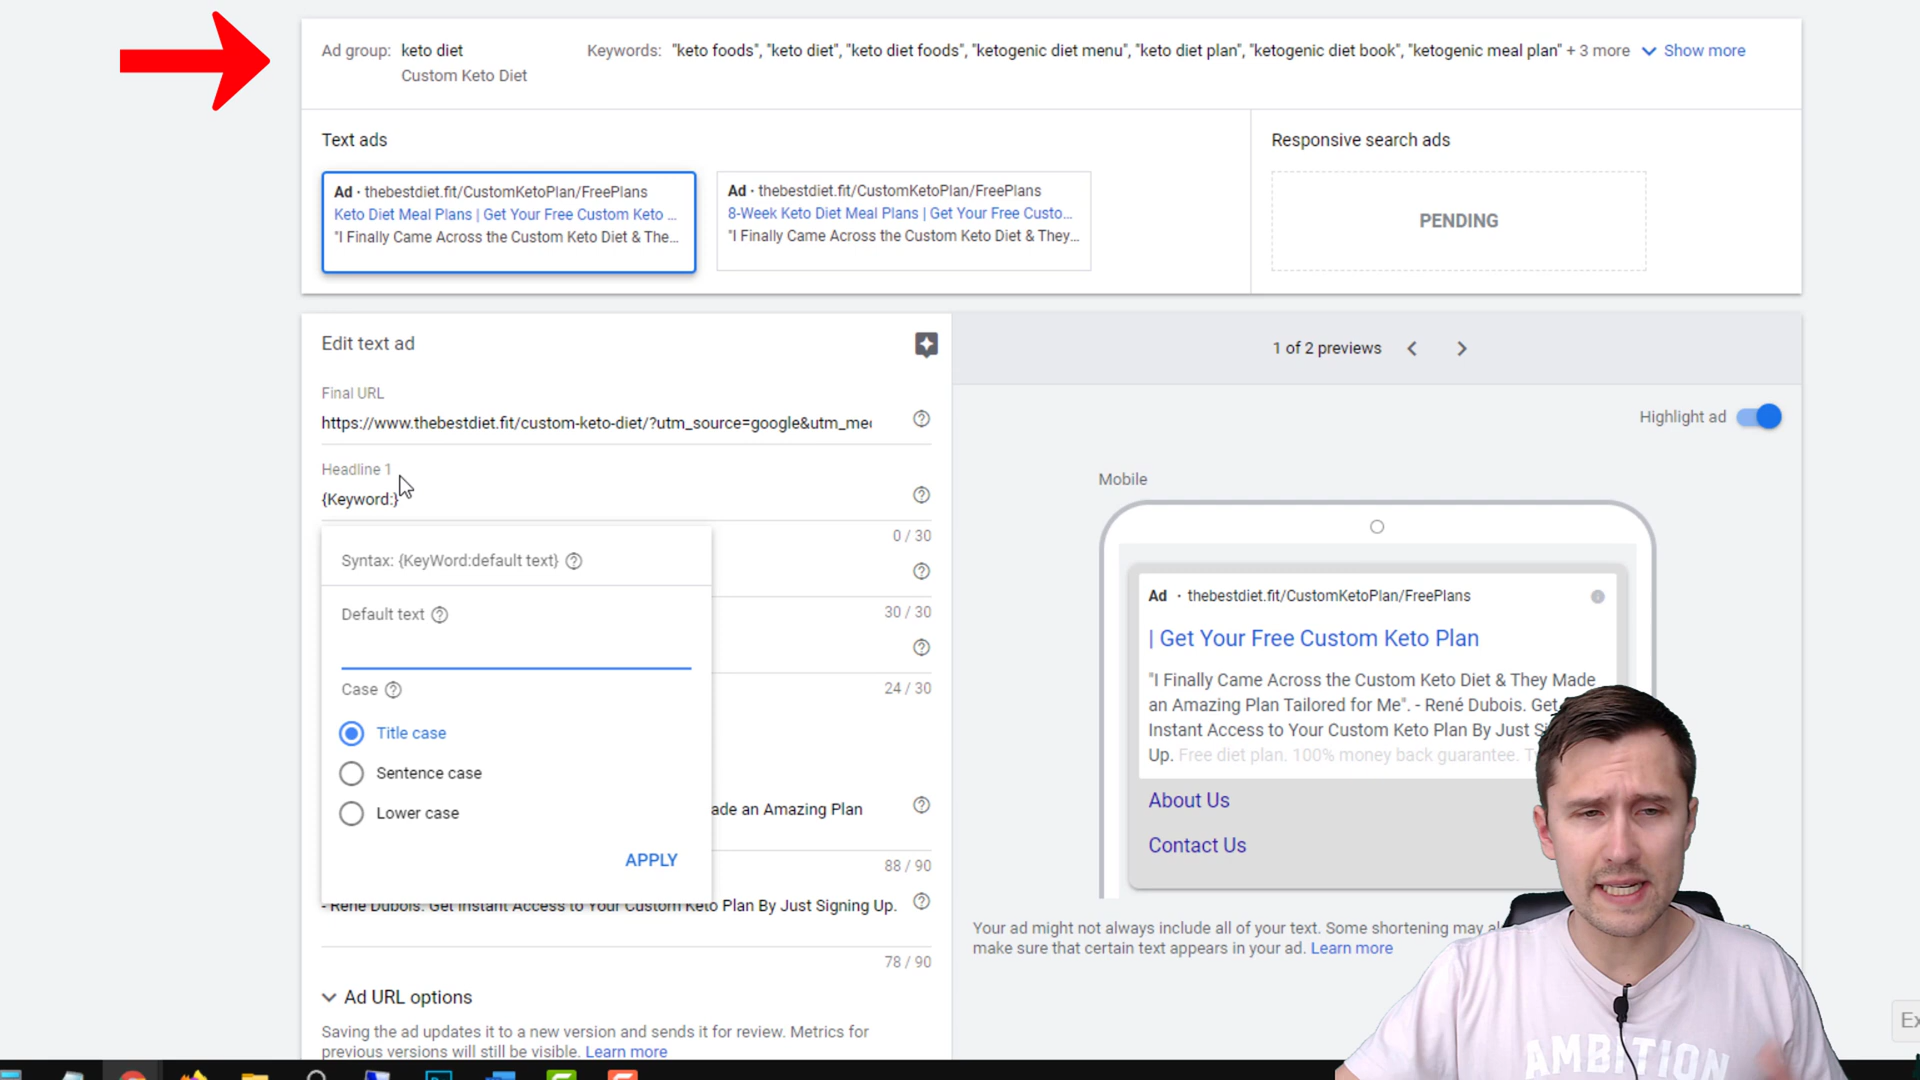 Ad group: keto diet
Custom Keto Diet
Keywords: "keto foods", "keto diet", "keto diet foods", "ketogenic diet menu", "keto diet plan", "ketogenic diet book", "ketogenic meal plan" + 3 more Show more
Text ads
Ad · thebestdiet.fit/CustomKetoPlan/FreePlans
Keto Diet Meal Plans | Get Your Free Custom Keto ...
"I Finally Came Across the Custom Keto Diet & The...
Ad · thebestdiet.fit/CustomKetoPlan/FreePlans
8-Week Keto Diet Meal Plans | Get Your Free Custo...
"I Finally Came Across the Custom Keto Diet & They...
Responsive search ads
PENDING
Edit text ad
Final URL
https://www.thebestdiet.fit/custom-keto-diet/?utm_source=google&utm_me
Headline 1
{Keyword:}
0 / 30
Syntax: {KeyWord:default text}
30 / 30
Default text
24 / 30
Case
Title case
Sentence case
Lower case
APPLY
ade an Amazing Plan
88 / 90
- René Dubois. Get Instant Access to Your Custom Keto Plan By Just Signing Up.
78 / 90
Ad URL options
Saving the ad updates it to a new version and sends it for review. Metrics for
previous versions will still be visible. Learn more
1 of 2 previews
Highlight ad
Mobile
Ad · thebestdiet.fit/CustomKetoPlan/FreePlans
| Get Your Free Custom Keto Plan
"I Finally Came Across the Custom Keto Diet & They Made
an Amazing Plan Tailored for Me". - René Dubois. Get
Instant Access to Your Custom Keto Plan By Just S
Up. Free diet plan. 100% money back guarantee. T
About Us
Contact Us
Your ad might not always include all of your text. Some shortening may al
make sure that certain text appears in your ad. Learn more
Ex
AMBITION